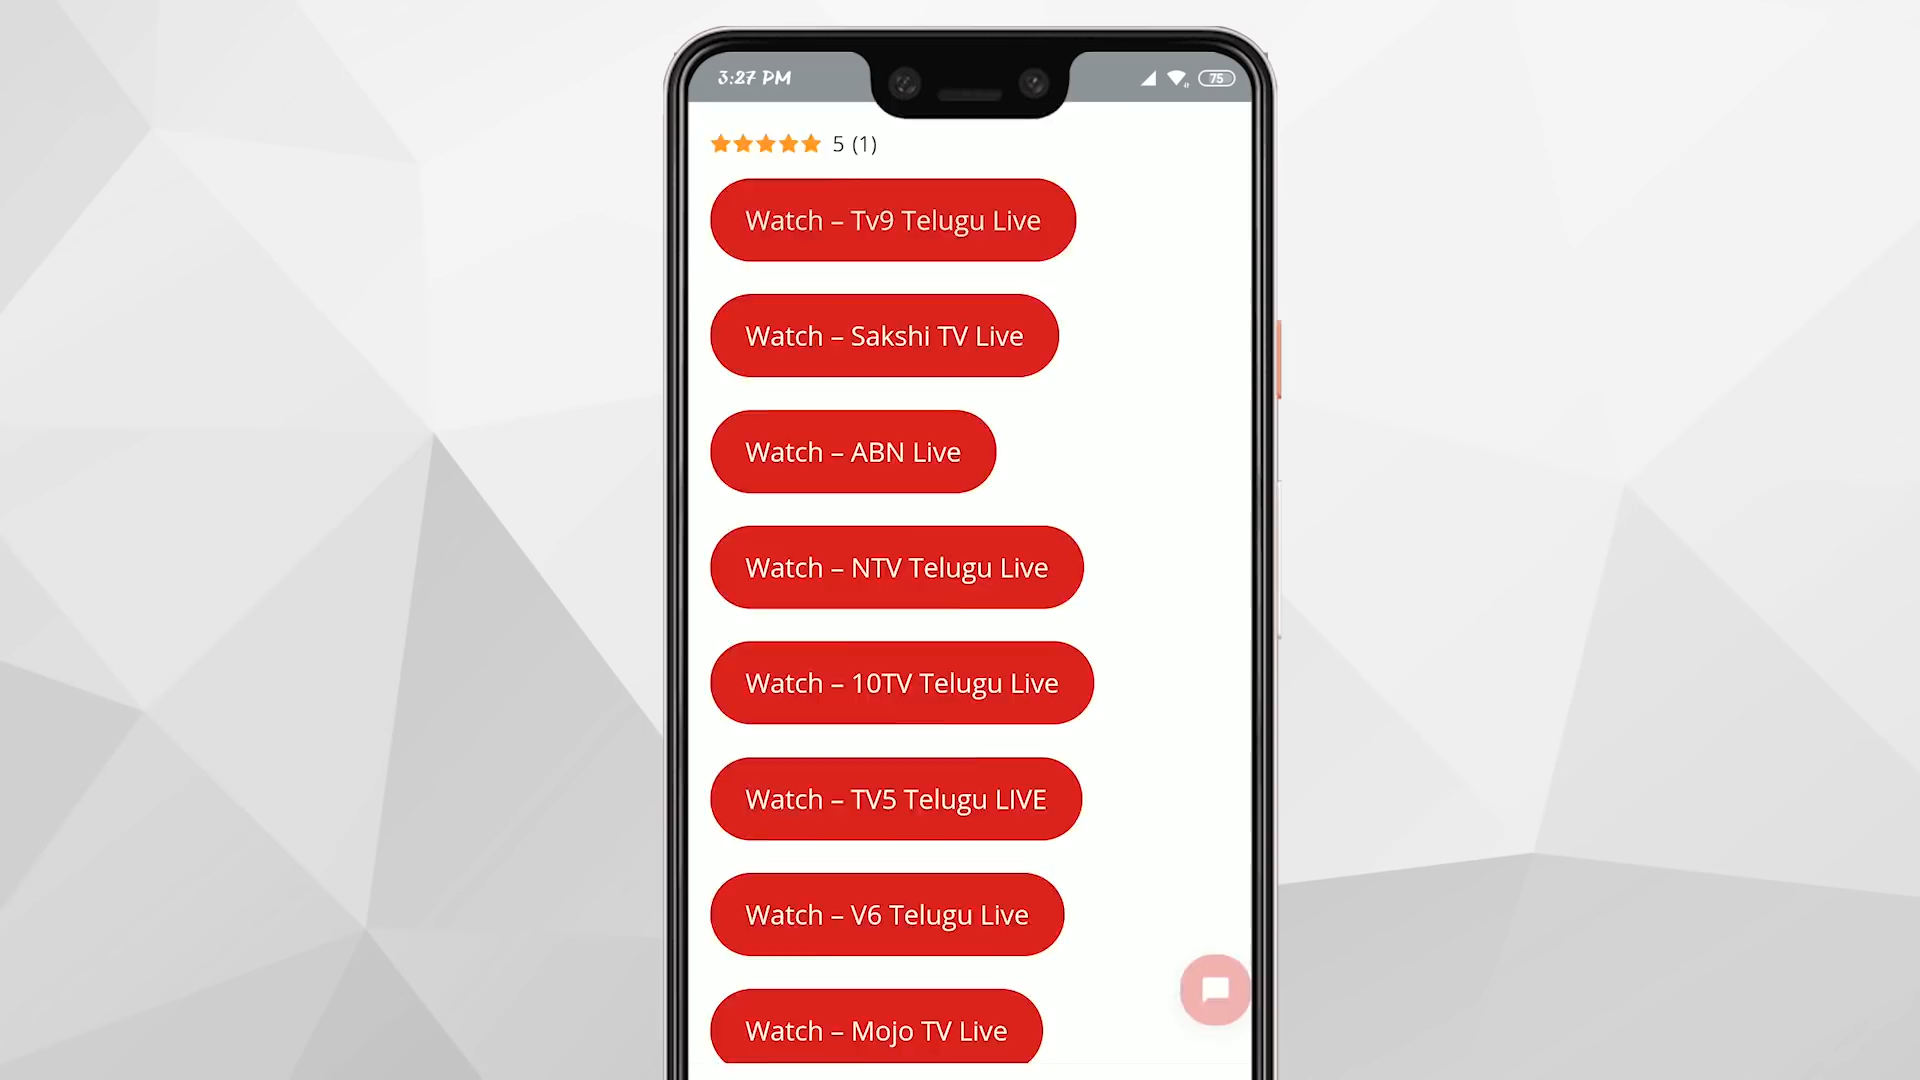 3:27 PM
75
5 (1)
Watch – Tv9 Telugu Live
Watch – Sakshi TV Live
Watch – ABN Live
Watch – NTV Telugu Live
Watch – 10TV Telugu Live
Watch – TV5 Telugu LIVE
Watch – V6 Telugu Live
Watch – Mojo TV Live